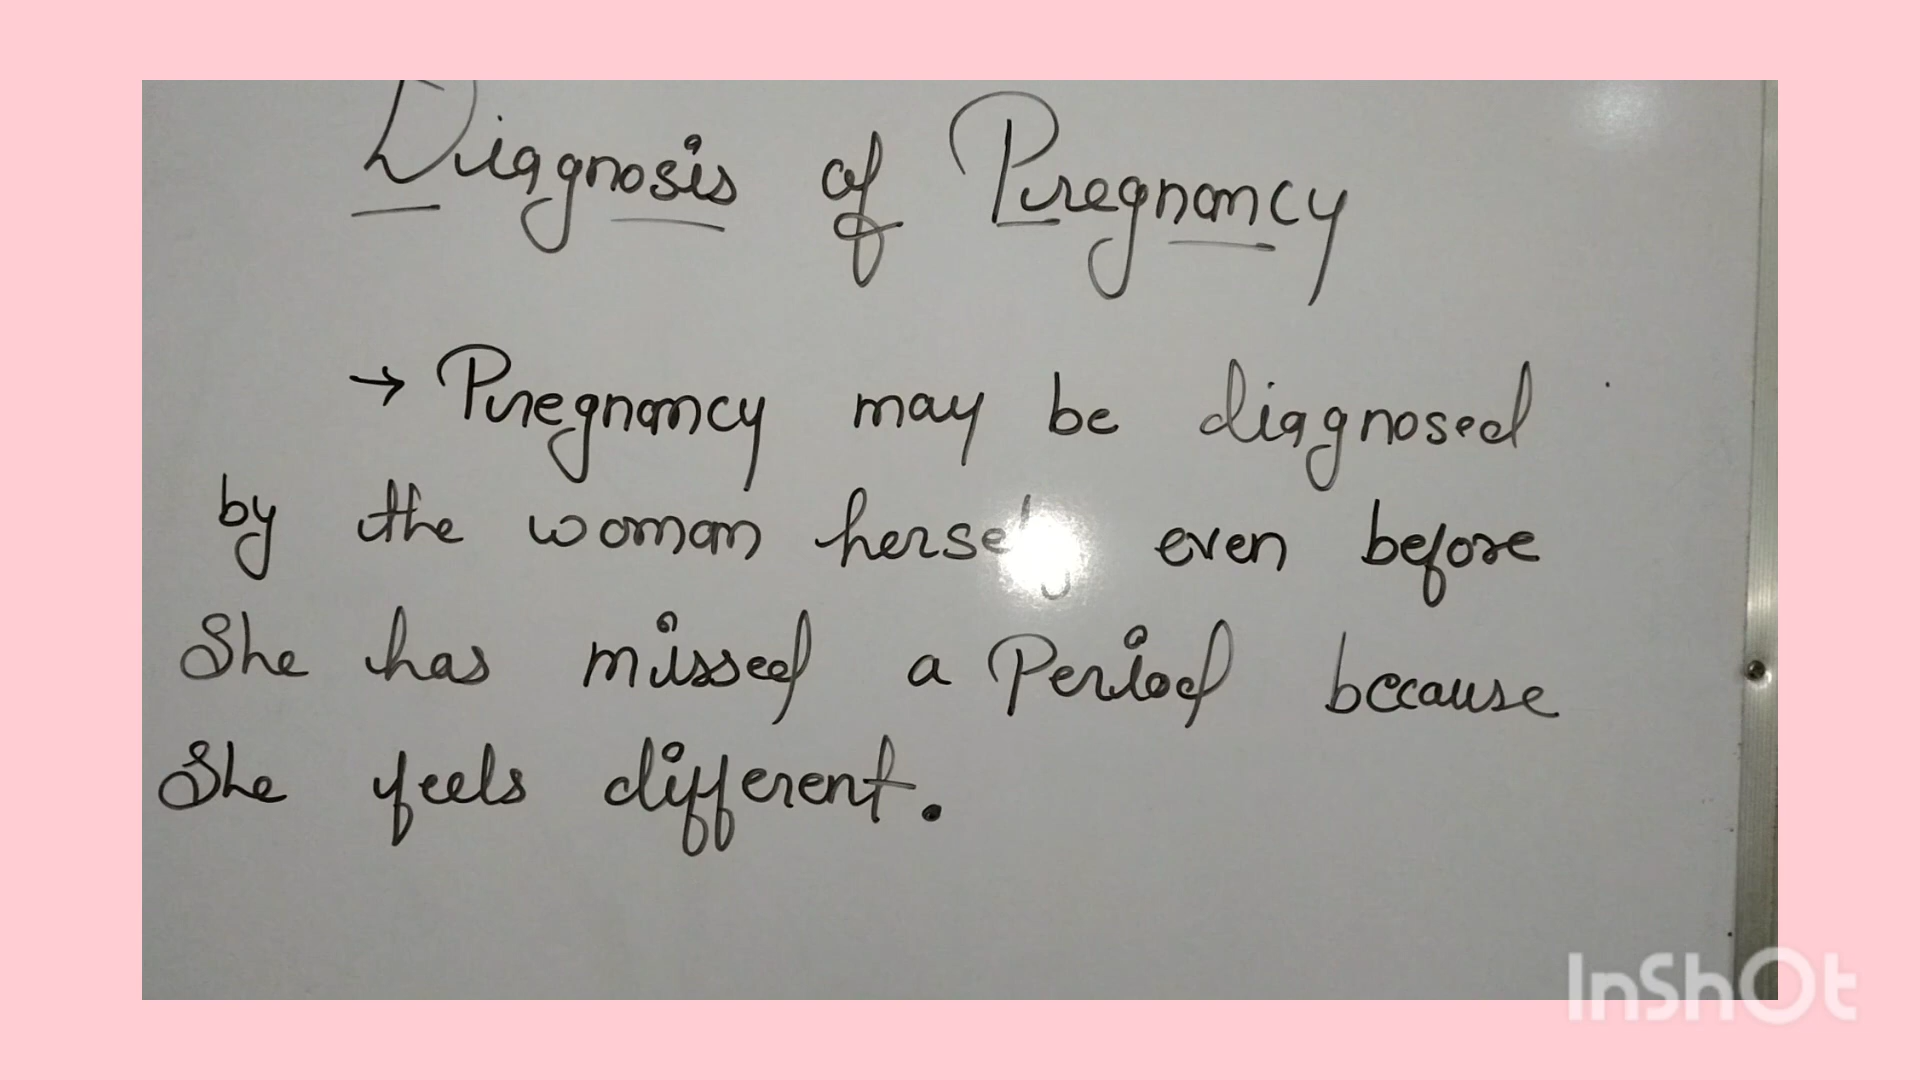 Diagnosis of Pregnancy
→ Pregnancy may be diagnosed
by the woman herself even before
She has missed a Period because
She feels different.
InShOt